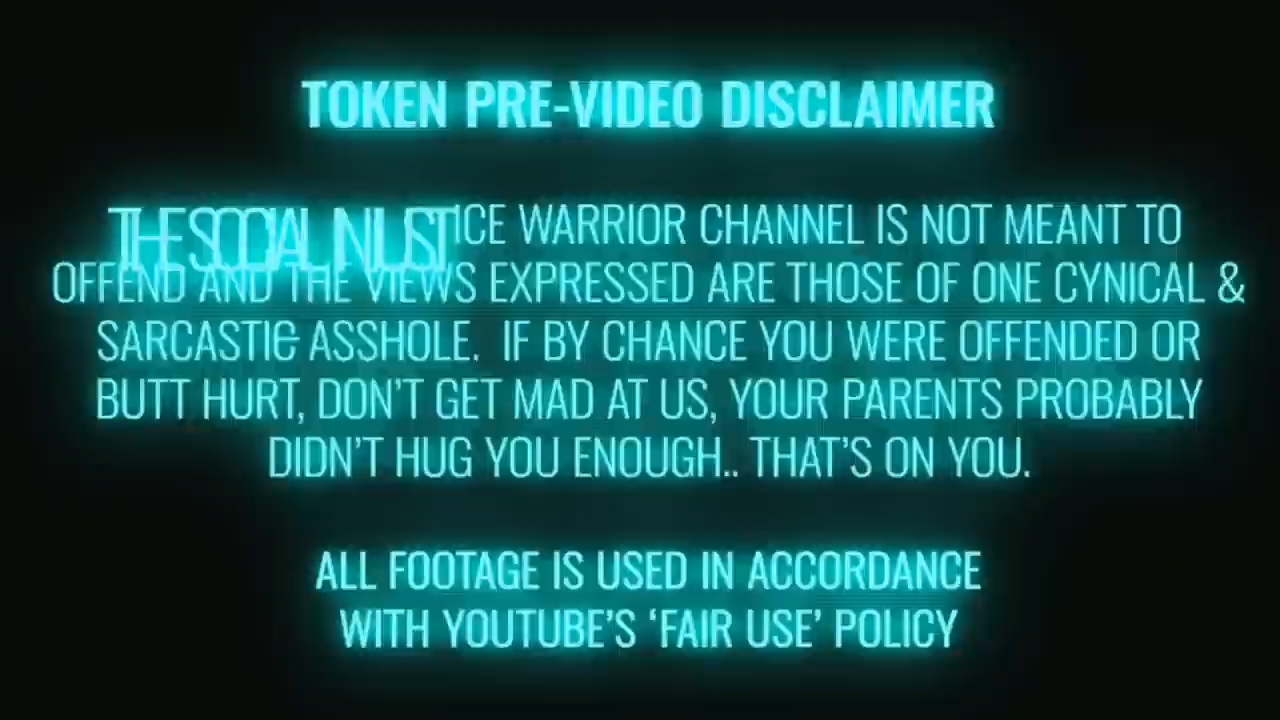 TOKEN PRE-VIDEO DISCLAIMER
THE SOCIAL INJUSTICE WARRIOR CHANNEL IS NOT MEANT TO
OFFEND AND THE VIEWS EXPRESSED ARE THOSE OF ONE CYNICAL &
SARCASTIC ASSHOLE. IF BY CHANCE YOU WERE OFFENDED OR
BUTT HURT, DON'T GET MAD AT US, YOUR PARENTS PROBABLY
DIDN'T HUG YOU ENOUGH.. THAT'S ON YOU.
ALL FOOTAGE IS USED IN ACCORDANCE
WITH YOUTUBE'S ‘FAIR USE’ POLICY